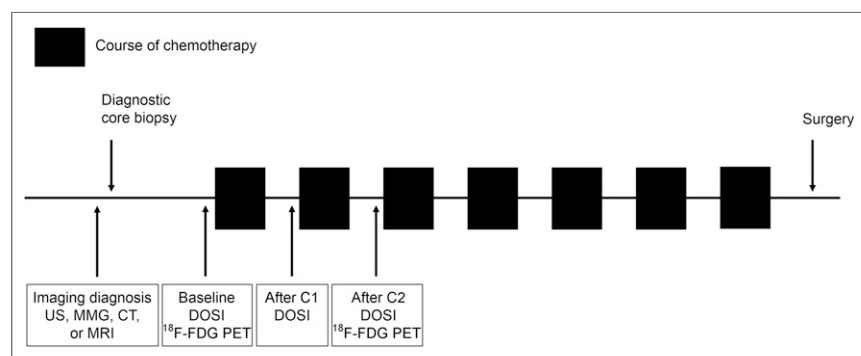 Course of chemotherapy
Diagnostic
core biopsy
Surgery
Imaging diagnosis
US, MMG, CT,
or MRI
Baseline
DOSI
¹⁸F-FDG PET
After C1
DOSI
After C2
DOSI
¹⁸F-FDG PET